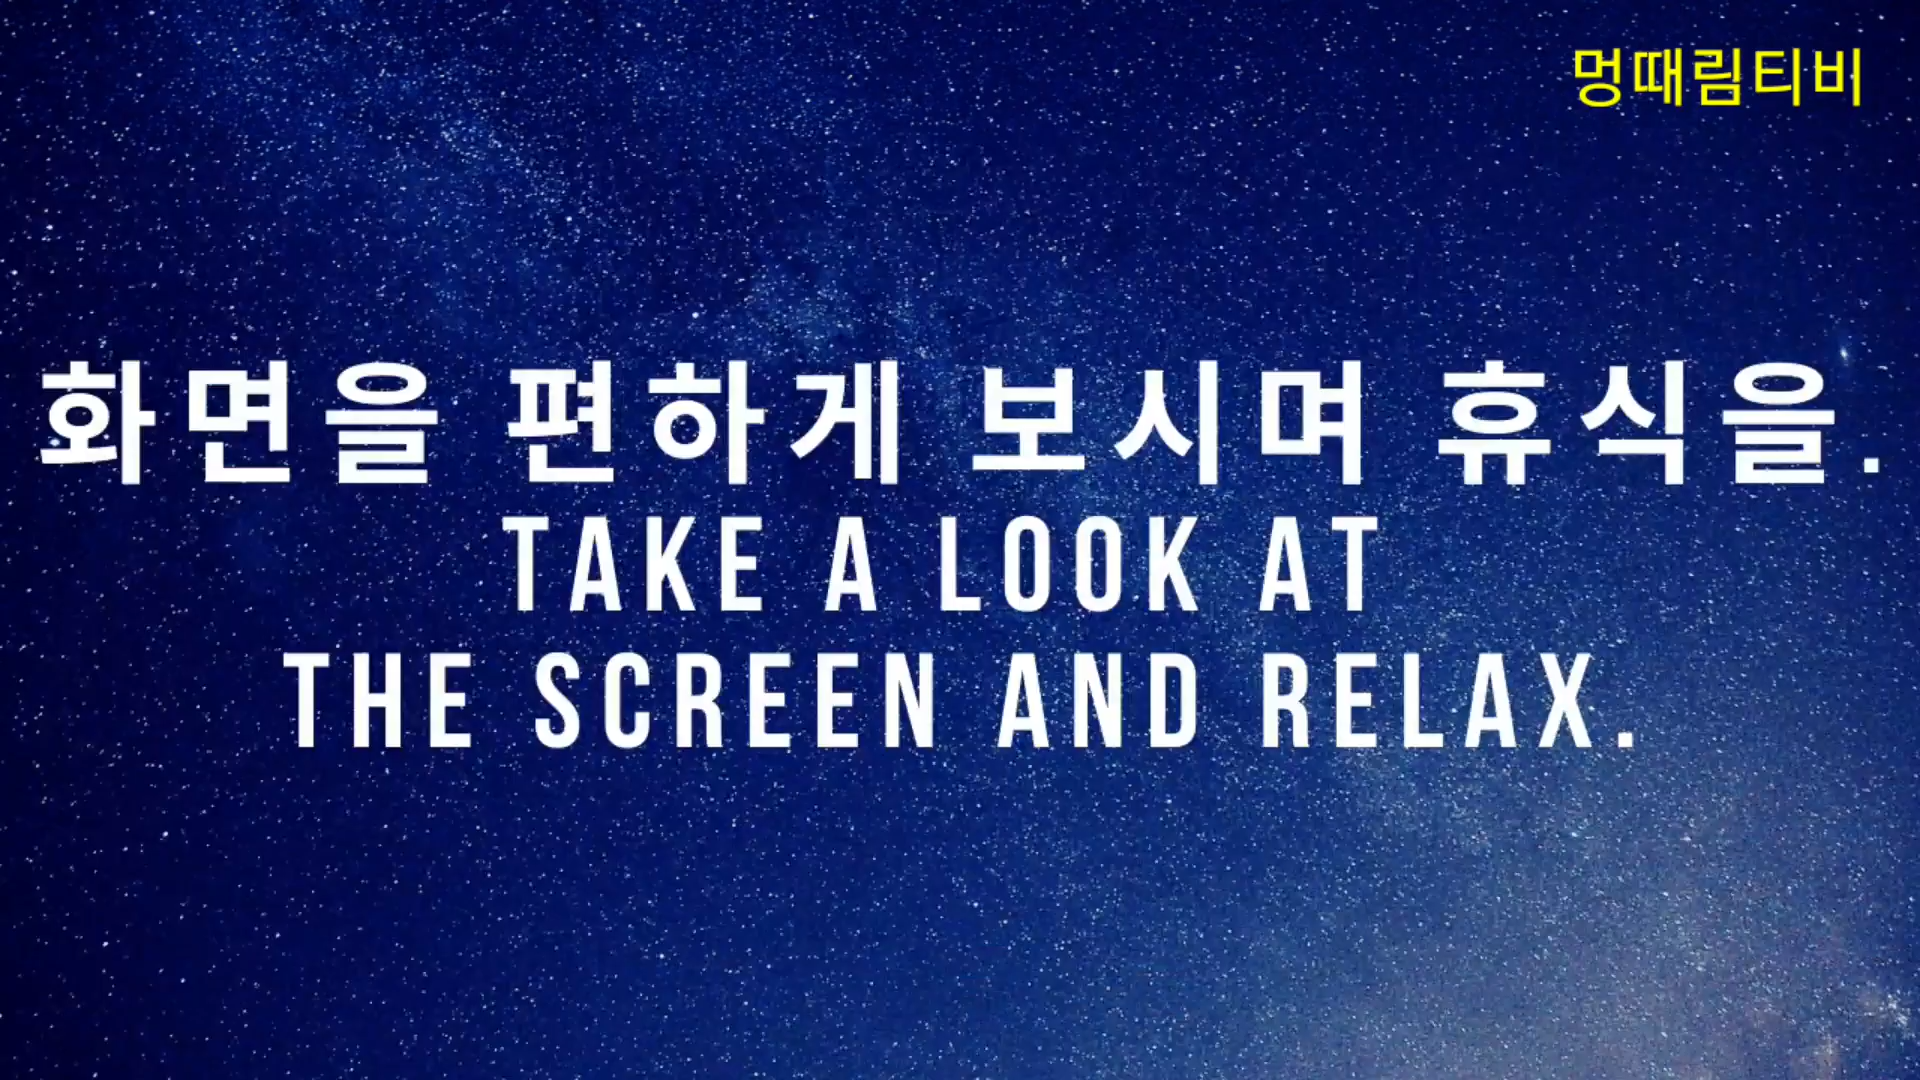 멍때림티비
화면을 편하게 보시며 휴식을.
TAKE A LOOK AT
THE SCREEN AND RELAX.